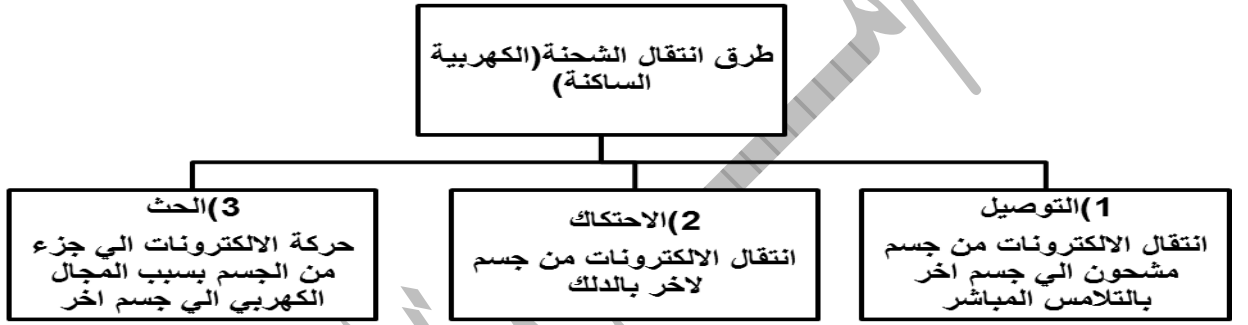 طرق انتقال الشحنة(الكهربية
الساكنة)
1)التوصيل
انتقال الالكترونات من جسم
مشحون الي جسم اخر
بالتلامس المباشر
2)الاحتكاك
انتقال الالكترونات من جسم
لاخر بالدلك
3)الحث
حركة الالكترونات الي جزء
من الجسم بسبب المجال
الكهربي الي جسم اخر